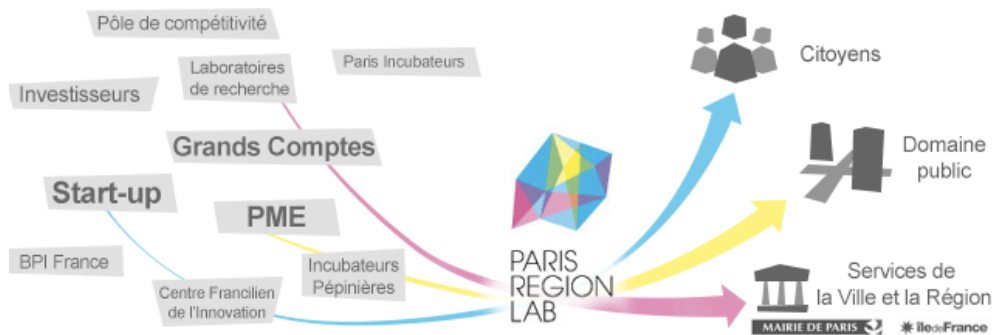 Pôle de compétitivité
Laboratoires
de recherche
Paris Incubateurs
Investisseurs
Grands Comptes
Start-up
PME
BPI France
Incubateurs
Pépinières
Centre Francilien
de l'Innovation
PARIS
REGION
LAB
Citoyens
Domaine
public
Services de
la Ville et la Région
MAIRIE DE PARIS
îledeFrance